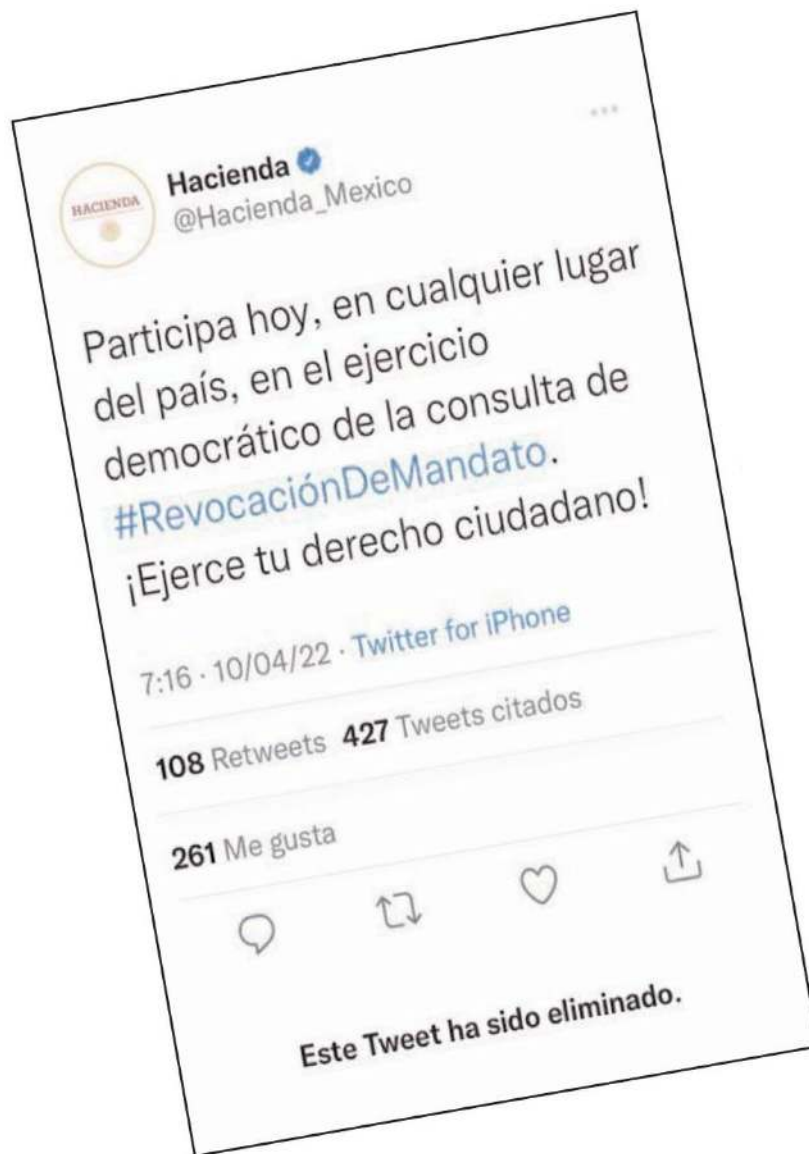 HACIENDA
Hacienda
@Hacienda_Mexico
Participa hoy, en cualquier lugar
del país, en el ejercicio
democrático de la consulta de
#RevocaciónDeMandato.
¡Ejerce tu derecho ciudadano!
7:16 · 10/04/22 · Twitter for iPhone
108 Retweets 427 Tweets citados
261 Me gusta
Este Tweet ha sido eliminado.